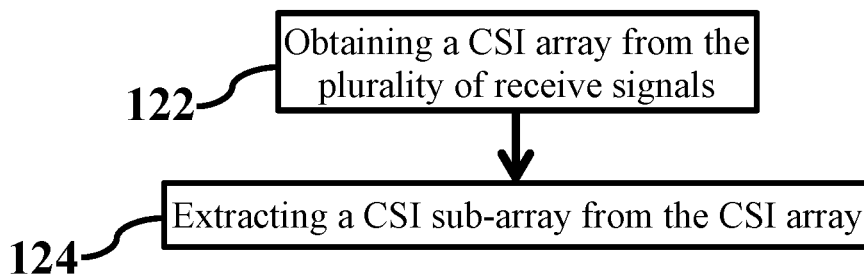 Obtaining a CSI array from the
plurality of receive signals
122
Extracting a CSI sub-array from the CSI array
124